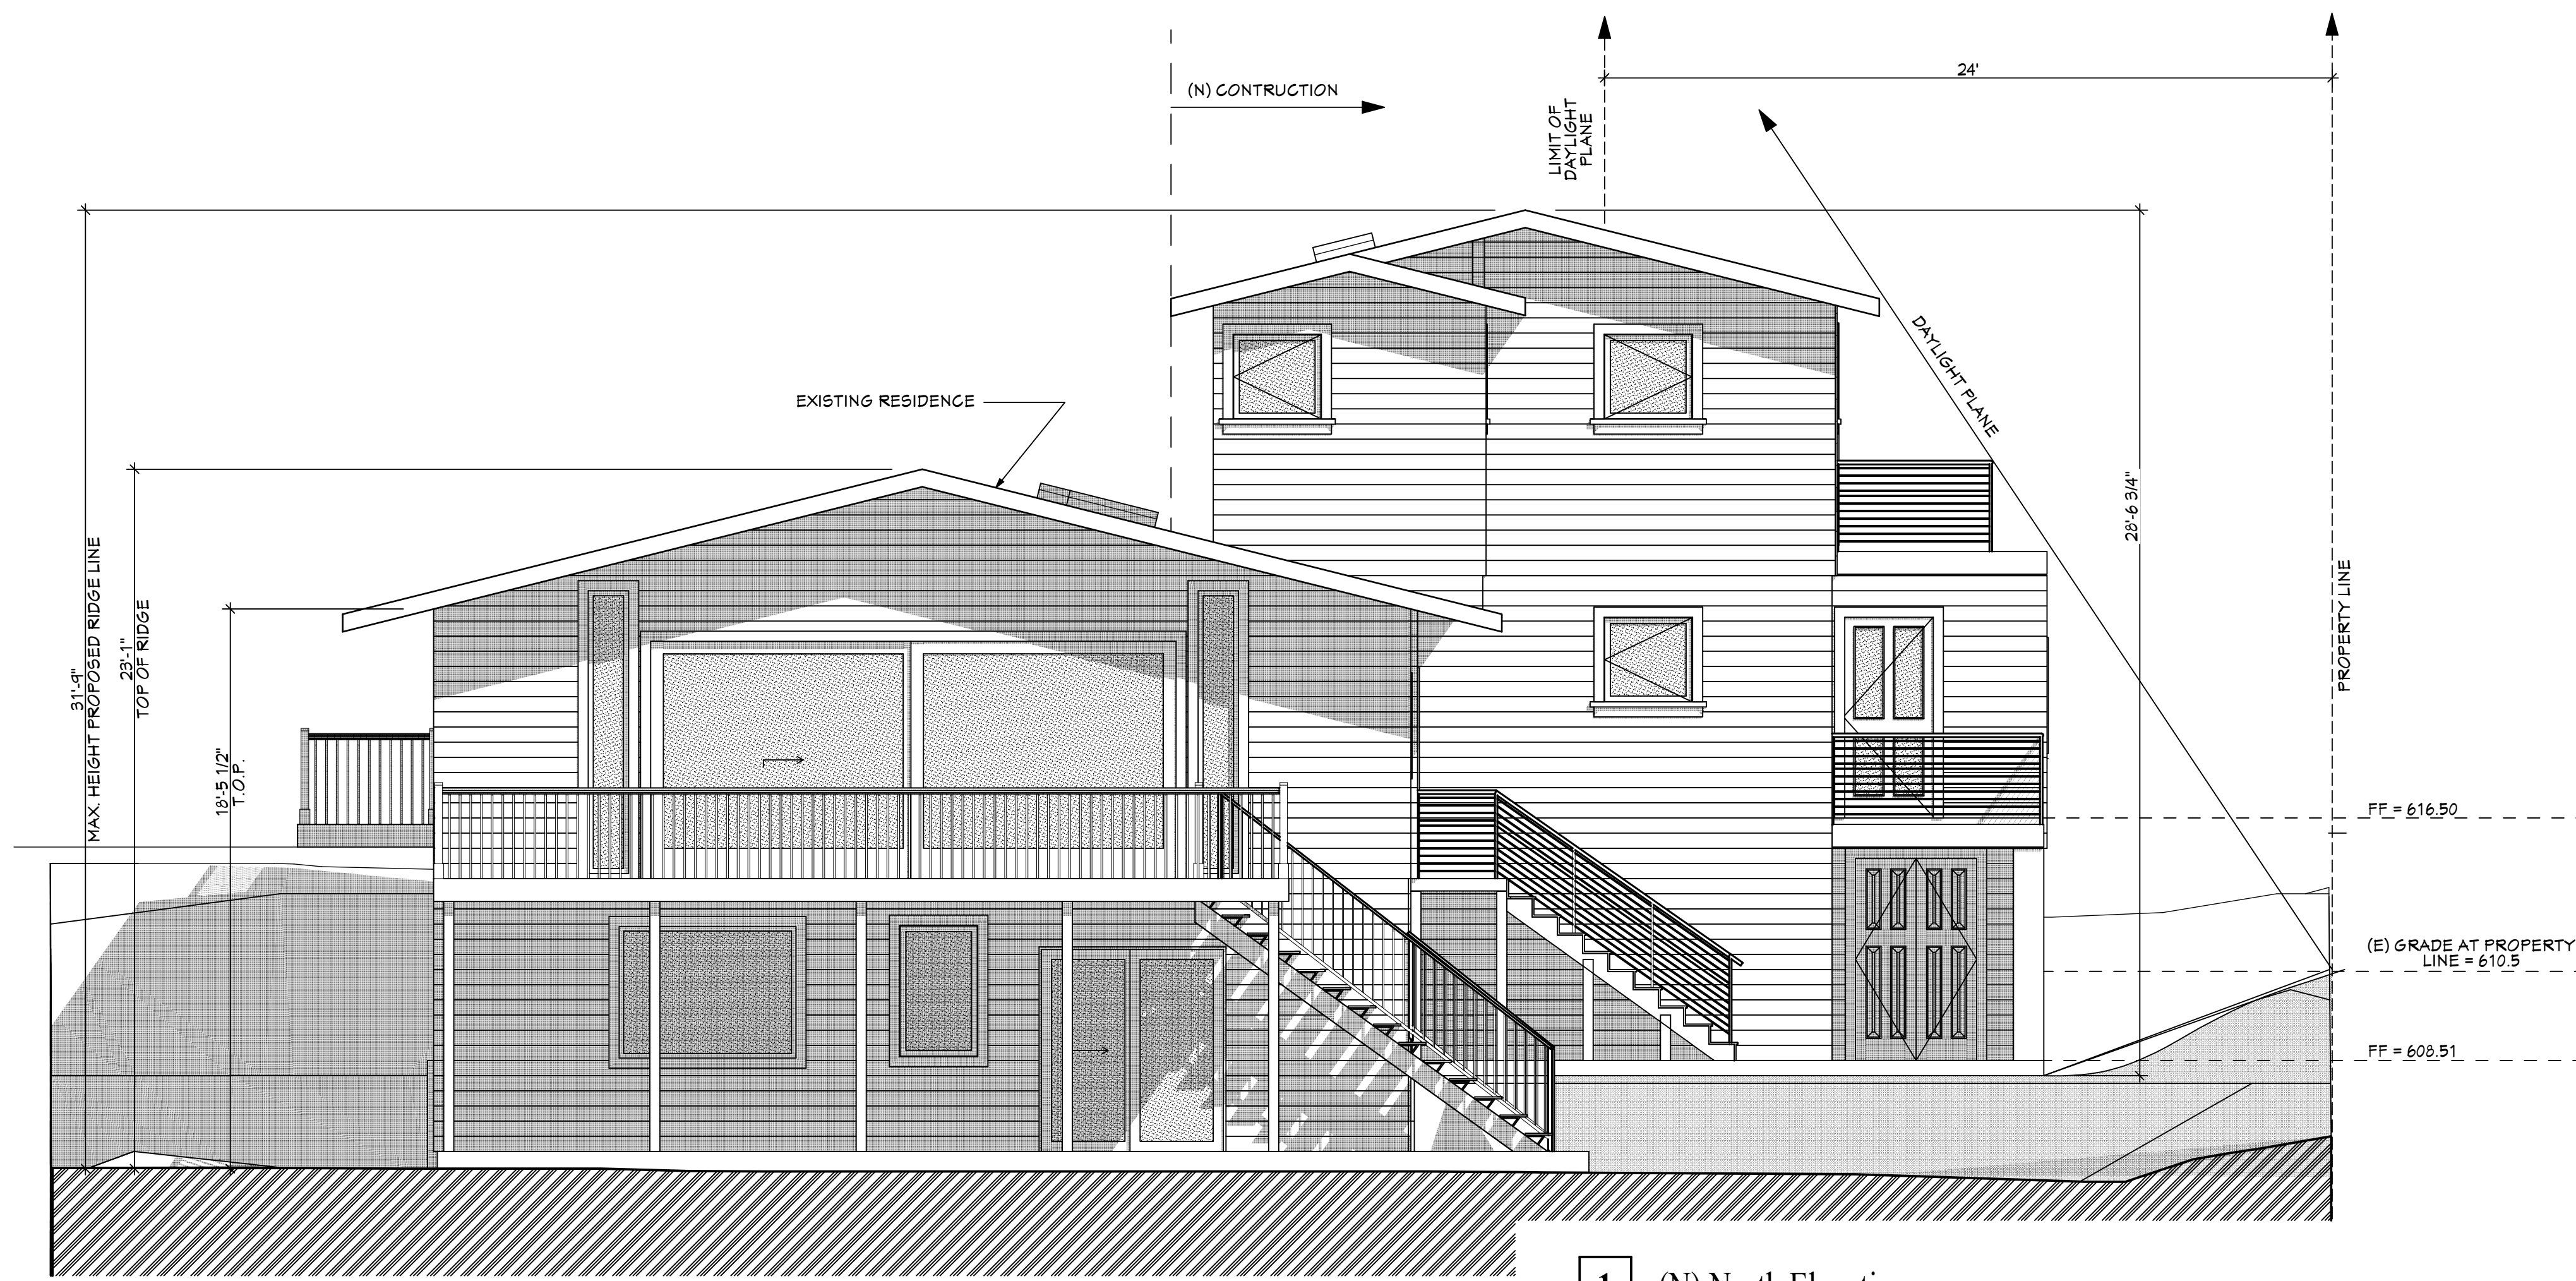 24'
(N) CONTRUCTION
LIMIT OF
DAYLIGHT
PLANE
DAYLIGHT PLANE
EXISTING RESIDENCE
31'-9"
MAX. HEIGHT PROPOSED RIDGE LINE
23'-1"
TOP OF RIDGE
18'-5 1/2"
T.O.P.
28'-6 3/4"
PROPERTY LINE
FF = 616.50
(E) GRADE AT PROPERTY
LINE = 610.5
FF = 608.51
1 (N) North Elevation